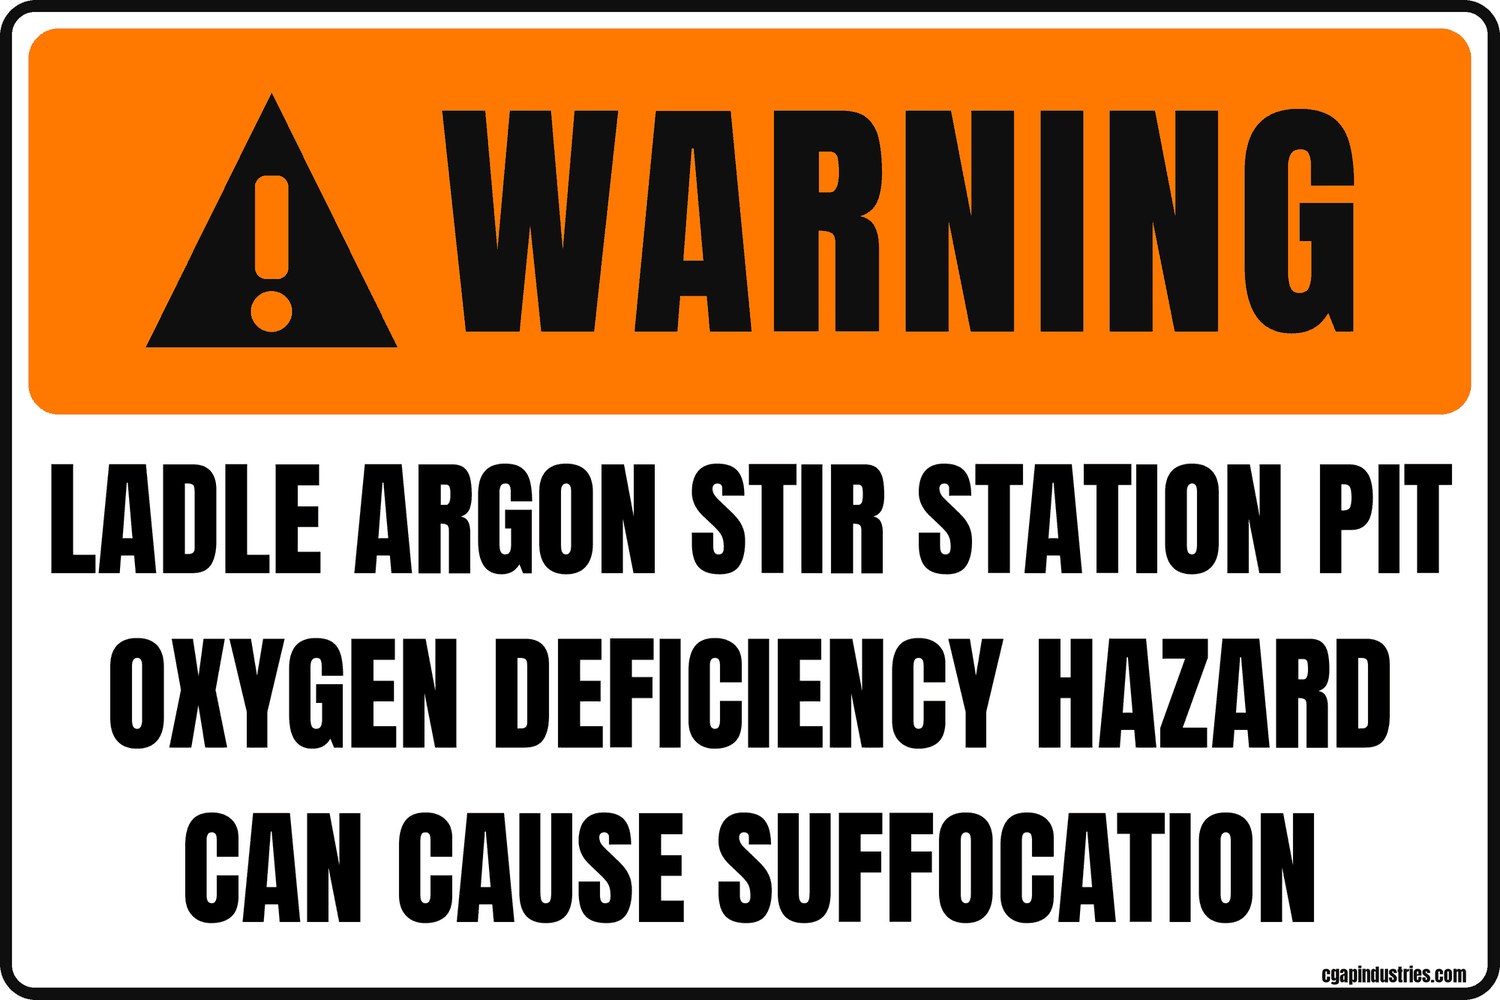 WARNING
LADLE ARGON STIR STATION PIT
OXYGEN DEFICIENCY HAZARD
CAN CAUSE SUFFOCATION
cgapindustries.com